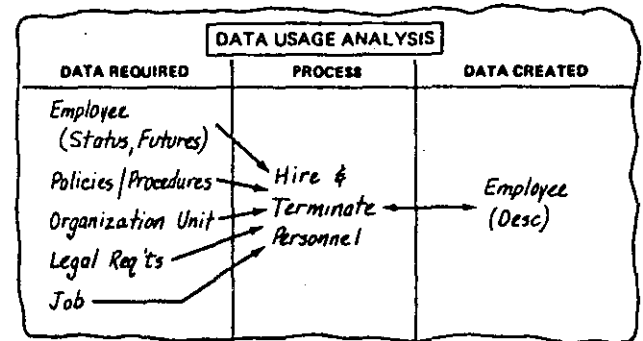 DATA USAGE ANALYSIS
DATA REQUIRED
PROCESS
DATA CREATED
Employee
(Status, Futures)
Policies/Procedures
Organization Unit
Legal Req'ts
Job
Hire &
Terminate
Personnel
Employee
(Desc)